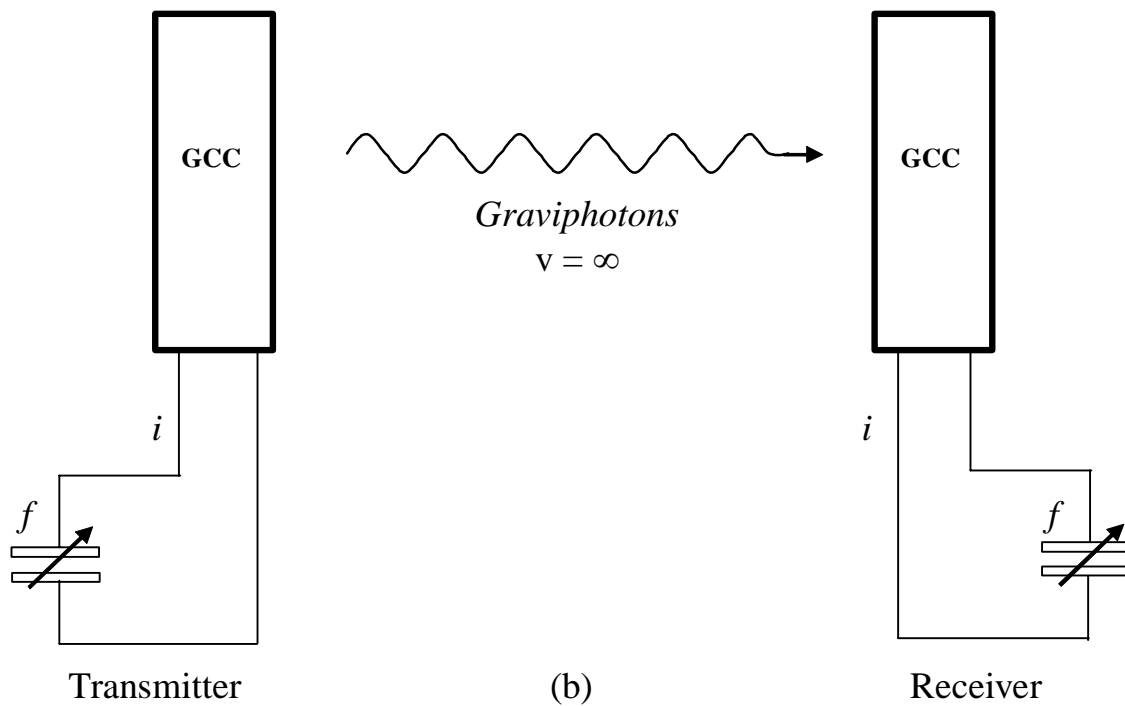 GCC
GCC
Graviphotons
v = ∞
i
i
f
f
Transmitter
(b)
Receiver